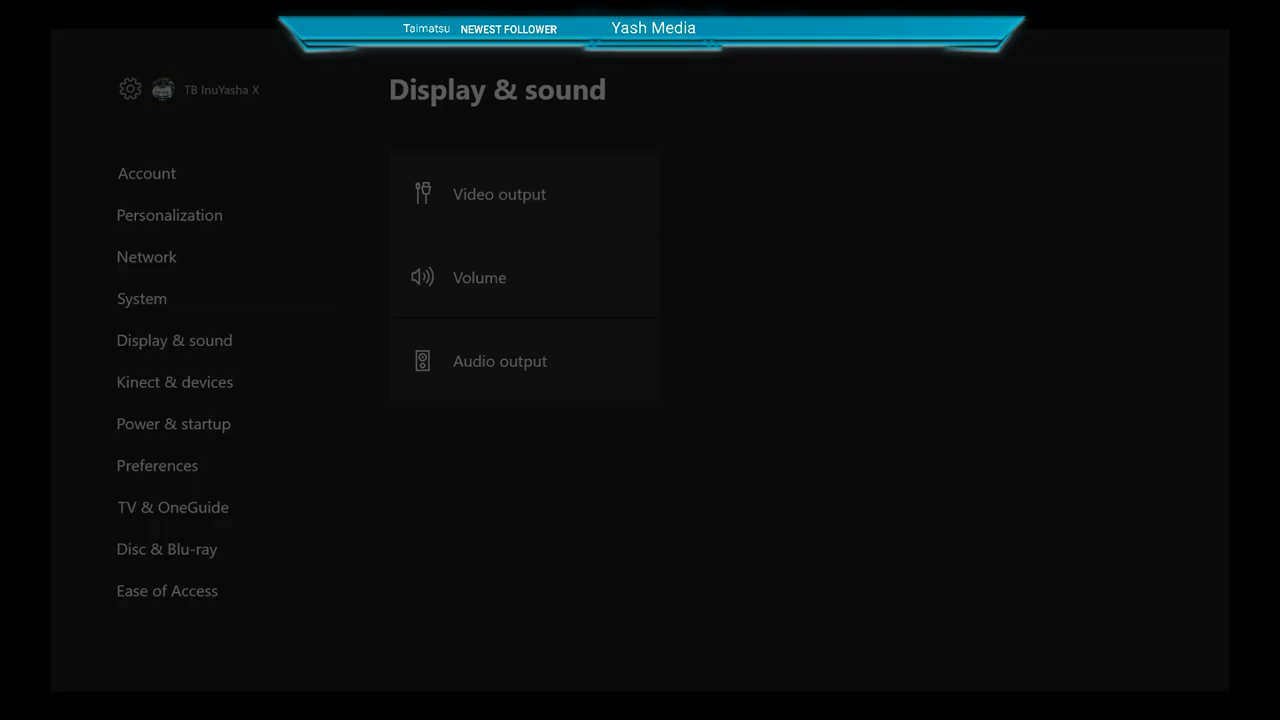 Taimatsu NEWEST FOLLOWER Yash Media
TB InuYasha X
Display & sound
Account
Personalization
Network
System
Display & sound
Kinect & devices
Power & startup
Preferences
TV & OneGuide
Disc & Blu-ray
Ease of Access
Video output
Volume
Audio output